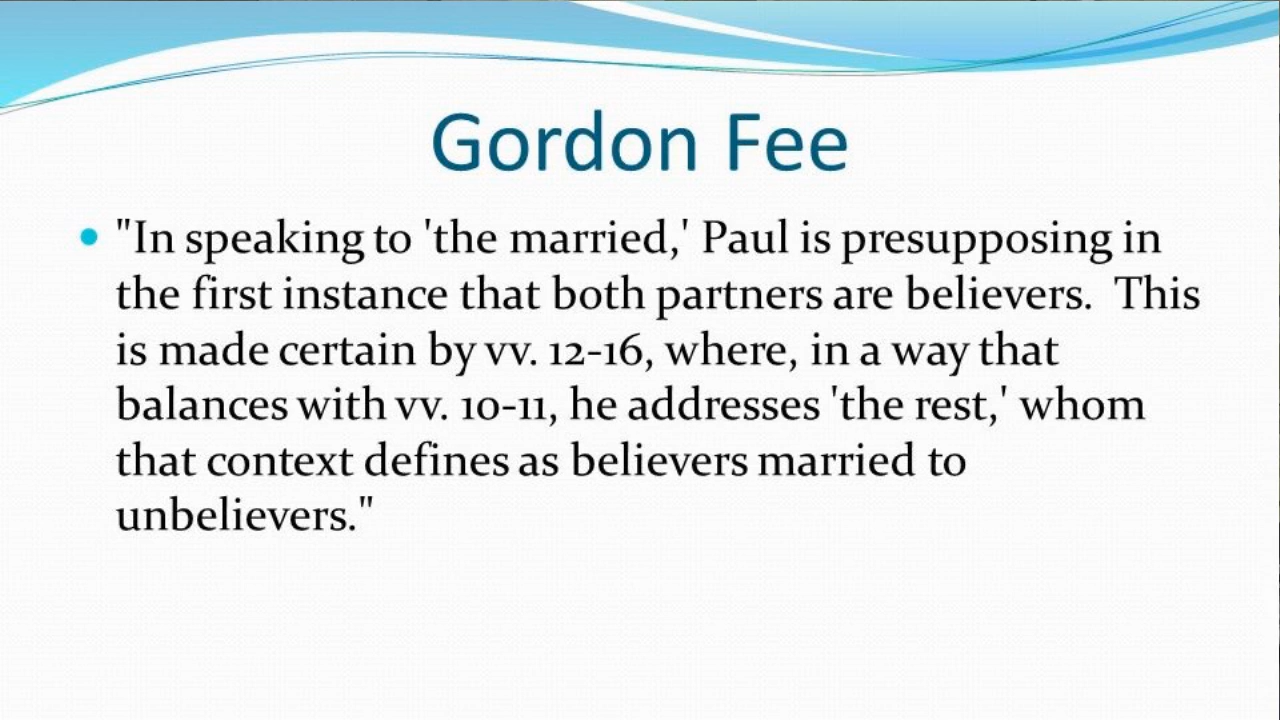 Gordon Fee
• "In speaking to 'the married,' Paul is presupposing in
the first instance that both partners are believers.  This
is made certain by vv. 12-16, where, in a way that
balances with vv. 10-11, he addresses 'the rest,' whom
that context defines as believers married to
unbelievers."